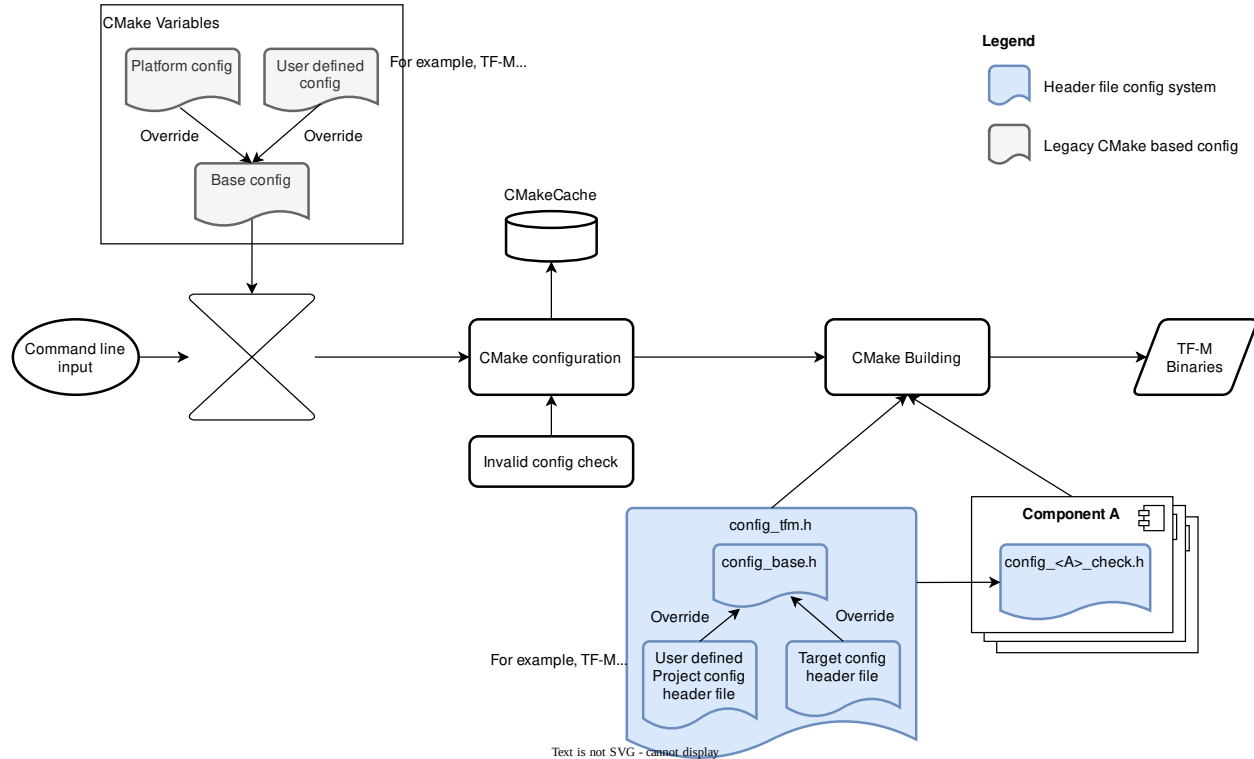 CMake Variables
Platform config
User defined
config
For example, TF-M...
Override
Override
Base config
Legend
Header file config system
Legacy CMake based config
CMakeCache
Command line
input
CMake configuration
CMake Building
TF-M
Binaries
Invalid config check
config_tfm.h
config_base.h
Override
Override
For example, TF-M...
User defined
Project config
header file
Target config
header file
Component A
config_<A>_check.h
Text is not SVG - cannot display